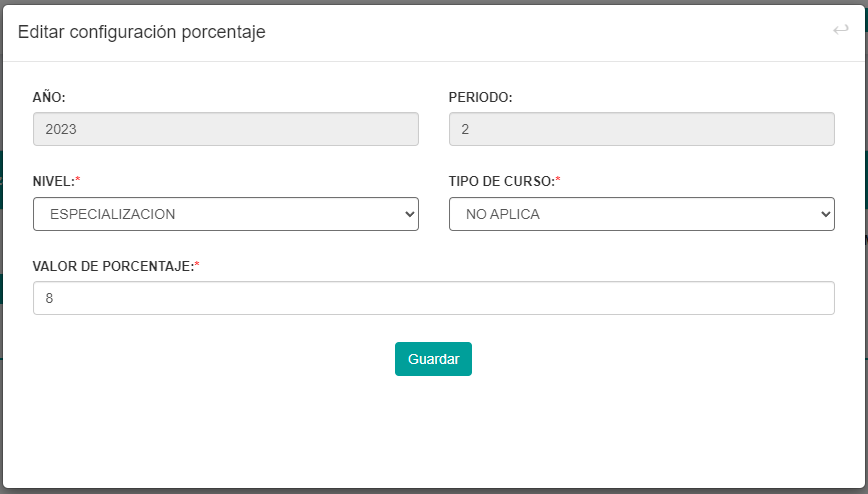 Editar configuración porcentaje
AÑO:
PERIODO:
2023
2
NIVEL:*
TIPO DE CURSO:*
ESPECIALIZACION
NO APLICA
VALOR DE PORCENTAJE:*
8
Guardar